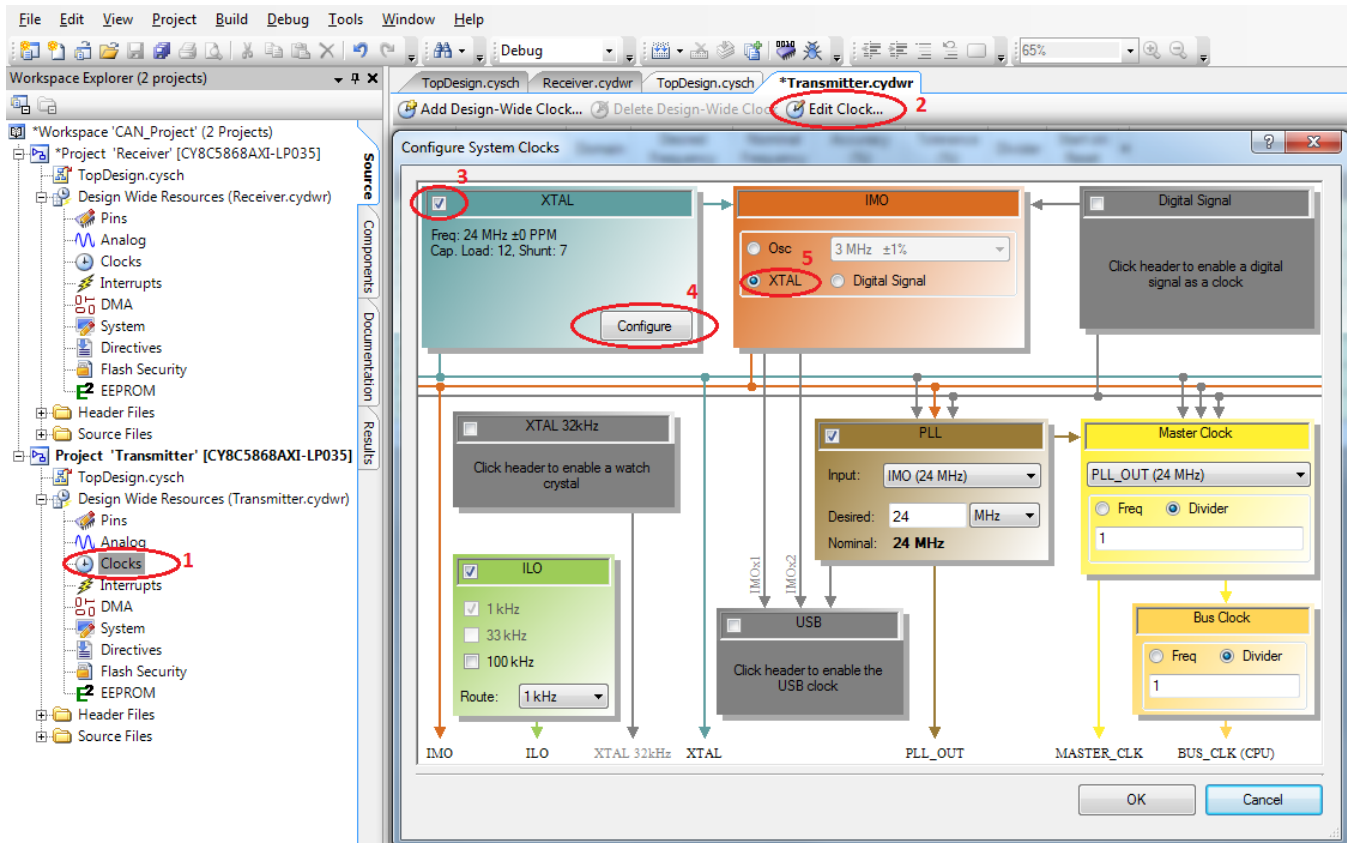 File Edit View Project Build Debug Tools Window Help
Debug 65%
Workspace Explorer (2 projects)
*Workspace 'CAN_Project' (2 Projects)
*Project 'Receiver' [CY8C5868AXI-LP035]
TopDesign.cysch
Design Wide Resources (Receiver.cydwr)
Pins
Analog
Clocks
Interrupts
DMA
System
Directives
Flash Security
EEPROM
Header Files
Source Files
Project 'Transmitter' [CY8C5868AXI-LP035]
TopDesign.cysch
Design Wide Resources (Transmitter.cydwr)
Pins
Analog
Clocks 1
Interrupts
DMA
System
Directives
Flash Security
EEPROM
Header Files
Source Files
Source
Components
Documentation
Results
TopDesign.cysch Receiver.cydwr TopDesign.cysch *Transmitter.cydwr
Add Design-Wide Clock... Delete Design-Wide Clock Edit Clock... 2
Configure System Clocks
3
XTAL
Freq: 24 MHz ±0 PPM
Cap. Load: 12, Shunt: 7
4
Configure
IMO
Osc 3 MHz ±1%
5
XTAL Digital Signal
Digital Signal
Click header to enable a digital
signal as a clock
XTAL 32kHz
Click header to enable a watch
crystal
PLL
Input: IMO (24 MHz)
Desired: 24 MHz
Nominal: 24 MHz
Master Clock
PLL_OUT (24 MHz)
Freq Divider
1
ILO
1 kHz
33 kHz
100 kHz
Route: 1 kHz
IMOx1
IMOx2
USB
Click header to enable the
USB clock
Bus Clock
Freq Divider
1
IMO ILO XTAL 32kHz XTAL PLL_OUT MASTER_CLK BUS_CLK (CPU)
OK Cancel